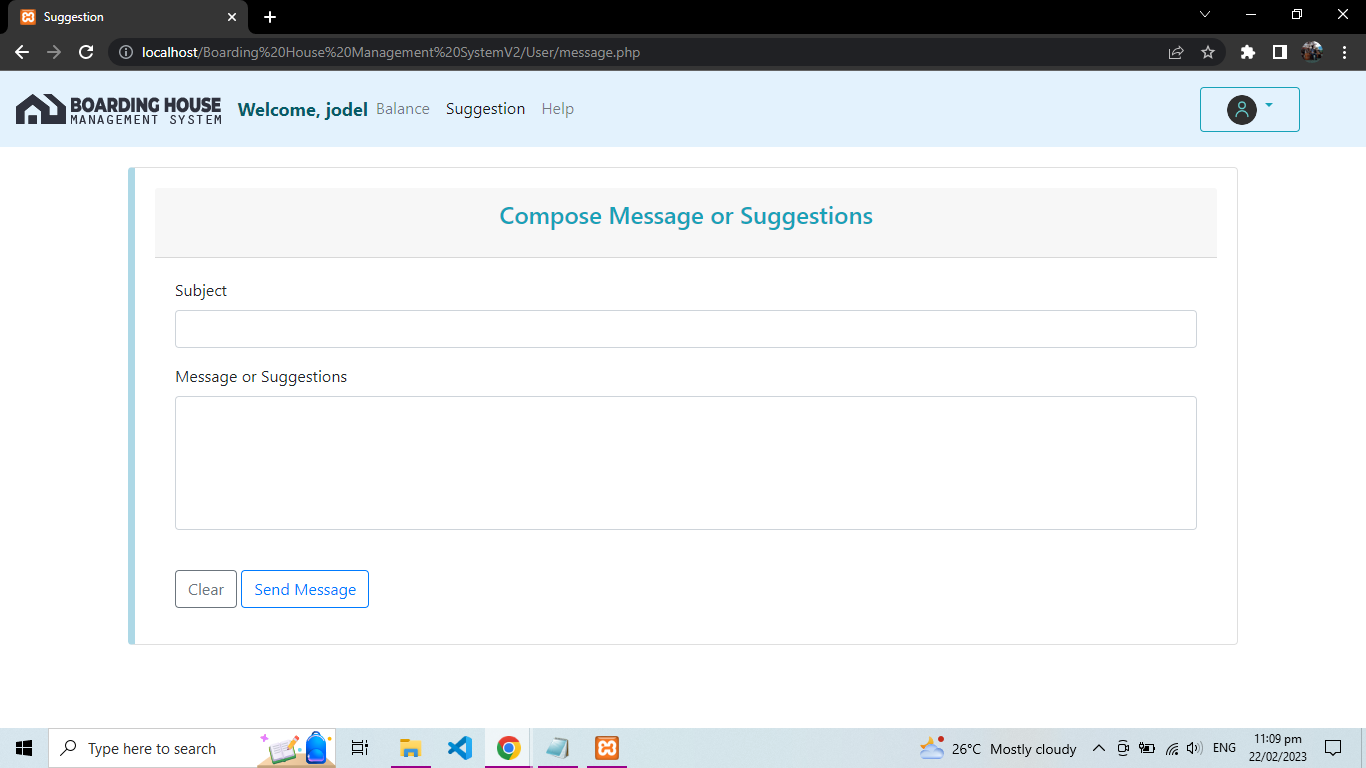 Suggestion
localhost/Boarding%20House%20Management%20SystemV2/User/message.php
BOARDING HOUSE
MANAGEMENT SYSTEM
Welcome, jodel Balance Suggestion Help
Compose Message or Suggestions
Subject
Message or Suggestions
Clear Send Message
Type here to search
26°C Mostly cloudy
ENG
11:09 pm
22/02/2023